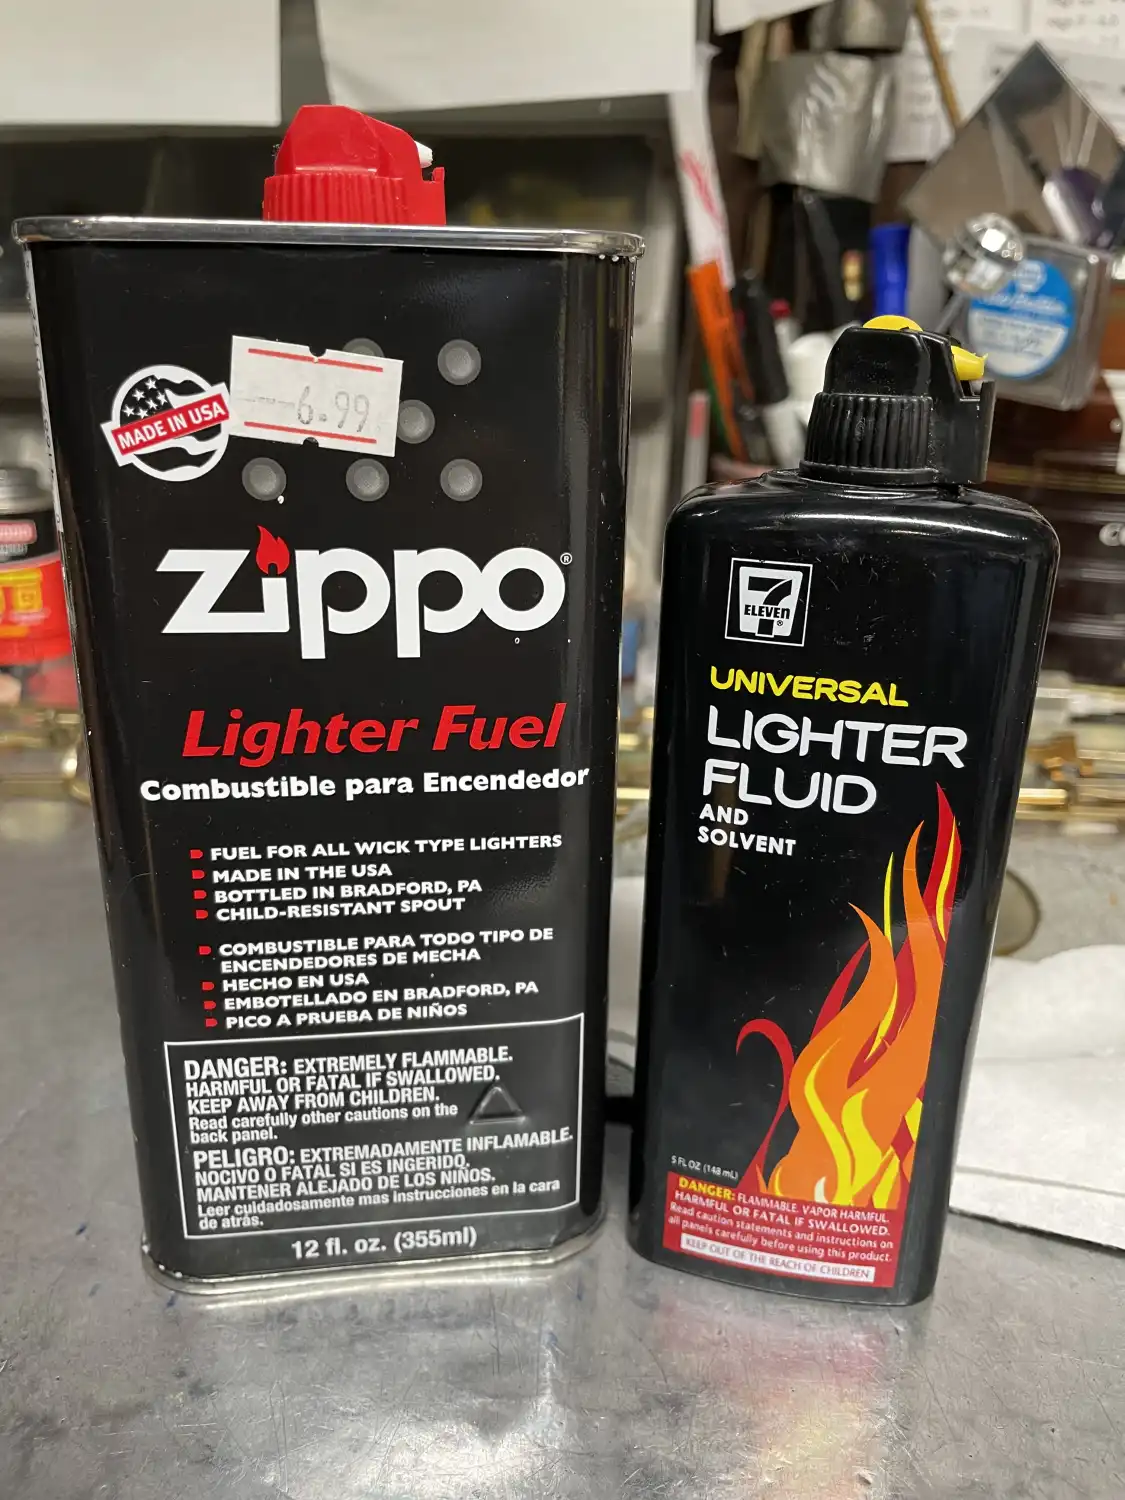 MADE IN USA
6.99
zippo®
Lighter Fuel
Combustible para Encendedor
FUEL FOR ALL WICK TYPE LIGHTERS
MADE IN THE USA
BOTTLED IN BRADFORD, PA
CHILD-RESISTANT SPOUT
COMBUSTIBLE PARA TODO TIPO DE
ENCENDEDORES DE MECHA
HECHO EN USA
EMBOTELLADO EN BRADFORD, PA
PICO A PRUEBA DE NIÑOS
DANGER: EXTREMELY FLAMMABLE.
HARMFUL OR FATAL IF SWALLOWED.
KEEP AWAY FROM CHILDREN.
Read carefully other cautions on the
back panel.
PELIGRO: EXTREMADAMENTE INFLAMABLE.
NOCIVO O FATAL SI ES INGERIDO.
MANTENER ALEJADO DE LOS NIÑOS.
Leer cuidadosamente mas instrucciones en la cara
de atrás.
12 fl. oz. (355ml)
7
ELEVEN
®
UNIVERSAL
LIGHTER
FLUID
AND
SOLVENT
5 FL OZ (148 mL)
DANGER: FLAMMABLE. VAPOR HARMFUL.
HARMFUL OR FATAL IF SWALLOWED.
Read caution statements and instructions on
all panels carefully before using this product.
KEEP OUT OF THE REACH OF CHILDREN